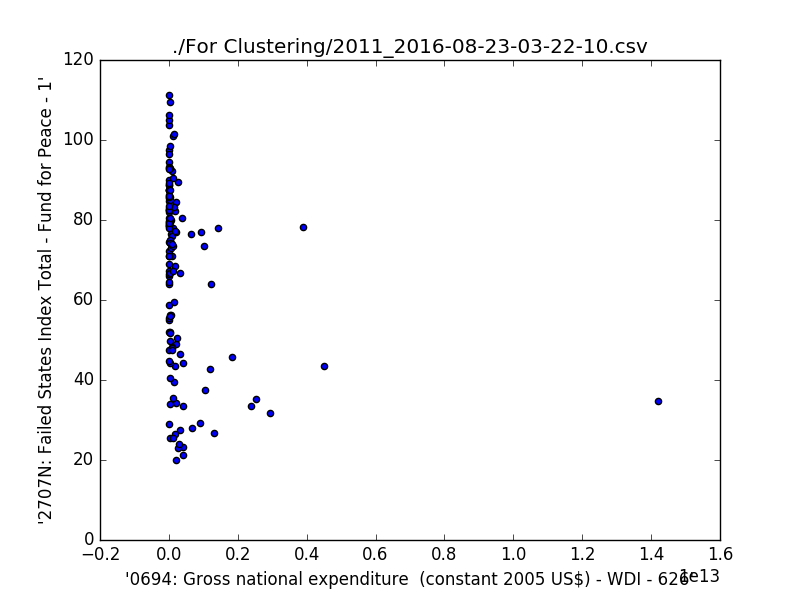 ./For Clustering/2011_2016-08-23-03-22-10.csv
120
100
80
60
40
20
0
'2707N: Failed States Index Total - Fund for Peace - 1'
−0.2 0.0 0.2 0.4 0.6 0.8 1.0 1.2 1.4 1.6
1e13
'0694: Gross national expenditure (constant 2005 US$) - WDI - 626'